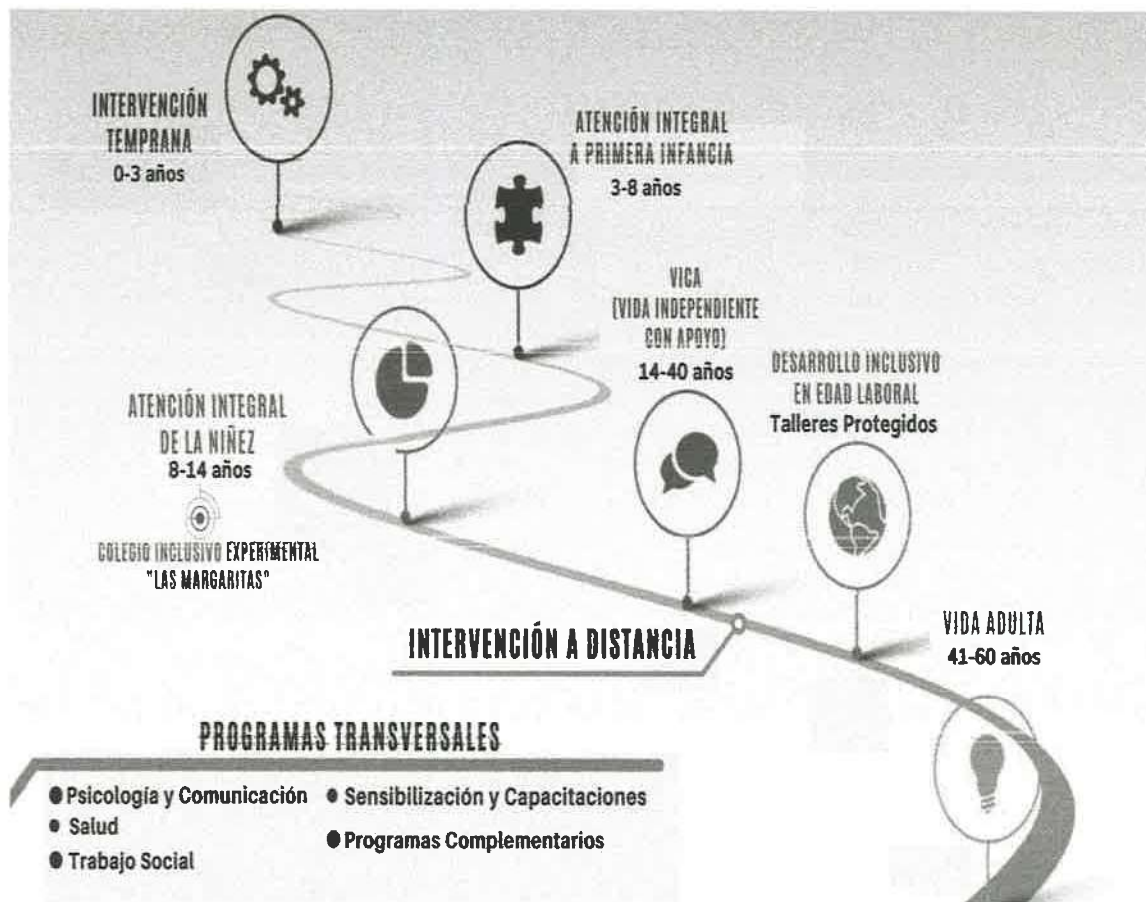 INTERVENCIÓN
TEMPRANA
0-3 años
ATENCIÓN INTEGRAL
A PRIMERA INFANCIA
3-8 años
VICA
(VIDA INDEPENDIENTE
CON APOYO)
14-40 años
DESARROLLO INCLUSIVO
EN EDAD LABORAL
Talleres Protegidos
ATENCIÓN INTEGRAL
DE LA NIÑEZ
8-14 años
COLEGIO INCLUSIVO EXPERIMENTAL
"LAS MARGARITAS"
INTERVENCIÓN A DISTANCIA
VIDA ADULTA
41-60 años
PROGRAMAS TRANSVERSALES
● Psicología y Comunicación
● Salud
● Trabajo Social
● Sensibilización y Capacitaciones
● Programas Complementarios